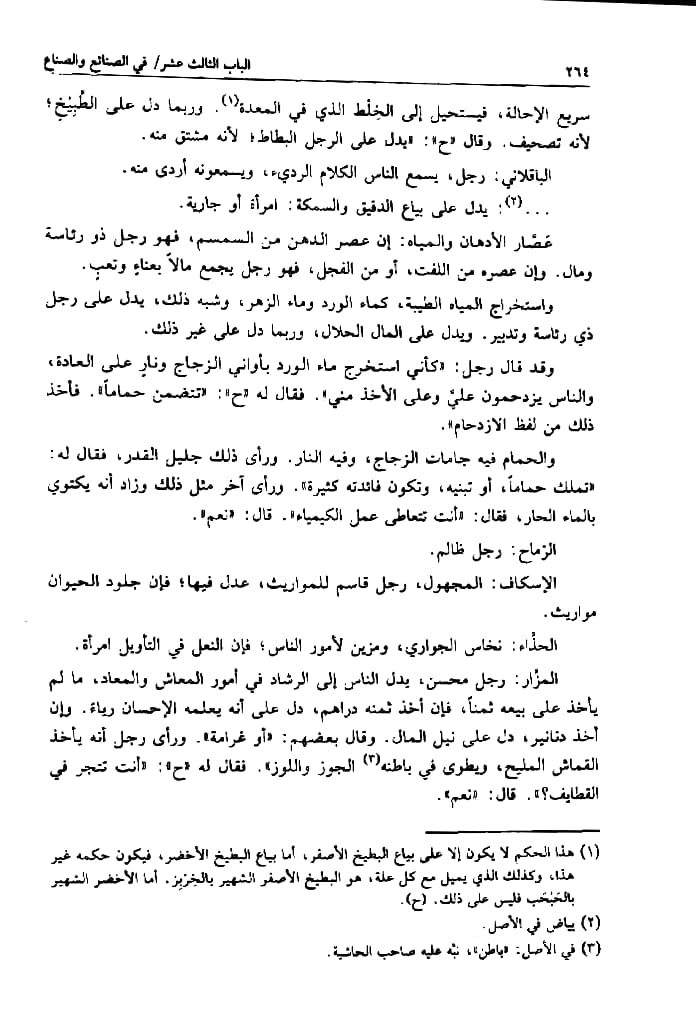 ٢٦٤ الباب الثالث عشر/ في الصنائع والصناع
سريع الإحالة، فيستحيل إلى الخلط الذي في المعدة(١). وربما دل على الطَّبِيْخِ؛
لأنه تصحيف. وقال «ح»: «يدل على الرجل البطاط؛ لأنه مشتق منه.
الباقلاني: رجل، يسمع الناس الكلام الرديء، ويسمعونه أردى منه.
...(٢): يدل على بياع الدقيق والسمكة: امرأة أو جارية.
عَصَّار الأدهان والمياه: إن عصر الدهن من السمسم، فهو رجل ذو رئاسة
ومال. وإن عصره من اللفت، أو من الفجل، فهو رجل يجمع مالاً بعناءٍ وتعبٍ.
واستخراج المياه الطيبة، كماء الورد وماء الزهر، وشبه ذلك، يدل على رجل
ذي رئاسة وتدبير. ويدل على المال الحلال، وربما دل على غير ذلك.
وقد قال رجل: «كأني استخرج ماء الورد بأواني الزجاج ونارٍ على العادة،
والناس يزدحمون عليَّ وعلى الأخذ مني». فقال له «ح»: «تتضمن حماماً». فأخذ
ذلك من لفظ الازدحام».
والحمام فيه جامات الزجاج، وفيه النار. ورأى ذلك جليل القدر، فقال له:
«تملك حماماً، أو تبنيه، وتكون فائدته كثيرة». ورأى آخر مثل ذلك وزاد أنه يكتوي
بالماء الحار، فقال: «أنت تتعاطى عمل الكيمياء». قال: «نعم».
الرَّماح: رجل ظالم.
الإسكاف: المجهول، رجل قاسم للمواريث، عدل فيها؛ فإن جلود الحيوان
مواريث.
الحذَّاء: نخاس الجواري، ومزين لأمور الناس؛ فإن النعل في التأويل امرأة.
المزَّار: رجل محسن، يدل الناس إلى الرشاد في أمور المعاش والمعاد، ما لم
يأخذ على بيعه ثمناً، فإن أخذ ثمنه دراهم، دل على أنه يعلمه الإحسان رياءً. وإن
أخذ دنانير، دل على نيل المال. وقال بعضهم: «أو غرامة». ورأى رجل أنه يأخذ
القماش المليح، ويطوى في باطنه(٣) الجوز واللوز». فقال له «ح»: «أنت تتجر في
القطايف؟». قال: «نعم».
(١) هذا الحكم لا يكون إلا على بياع البطيخ الأصفر، أما بياع البطيخ الأخضر، فيكون حكمه غير
هذا، وكذلك الذي يميل مع كل علة، هو البطيخ الأصفر الشهير بالخِرْبِز. أما الأخضر الشهير
بالحَبْحَب فليس على ذلك. (ح).
(٢) بياض في الأصل.
(٣) في الأصل: «باطن»، نبَّه عليه صاحب الحاشية.